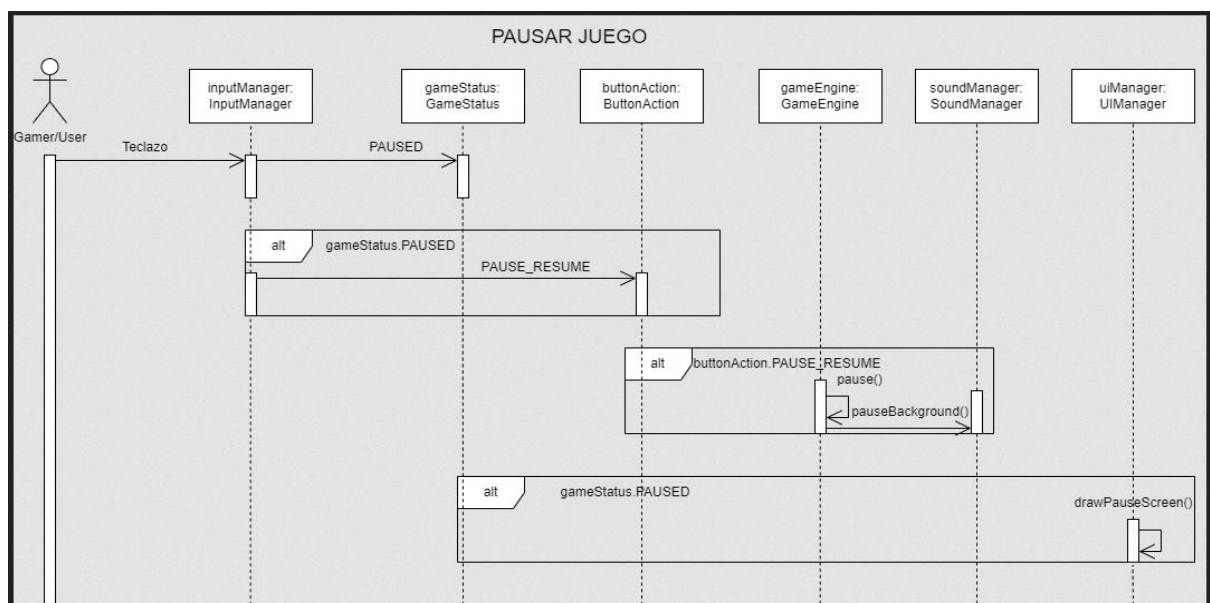 PAUSAR JUEGO
inputManager:
InputManager
gameStatus:
GameStatus
buttonAction:
ButtonAction
gameEngine:
GameEngine
soundManager:
SoundManager
uiManager:
UIManager
Gamer/User
Teclazo
PAUSED
alt
gameStatus.PAUSED
PAUSE_RESUME
alt
buttonAction.PAUSE_RESUME
pause()
pauseBackground()
alt
gameStatus.PAUSED
drawPauseScreen()